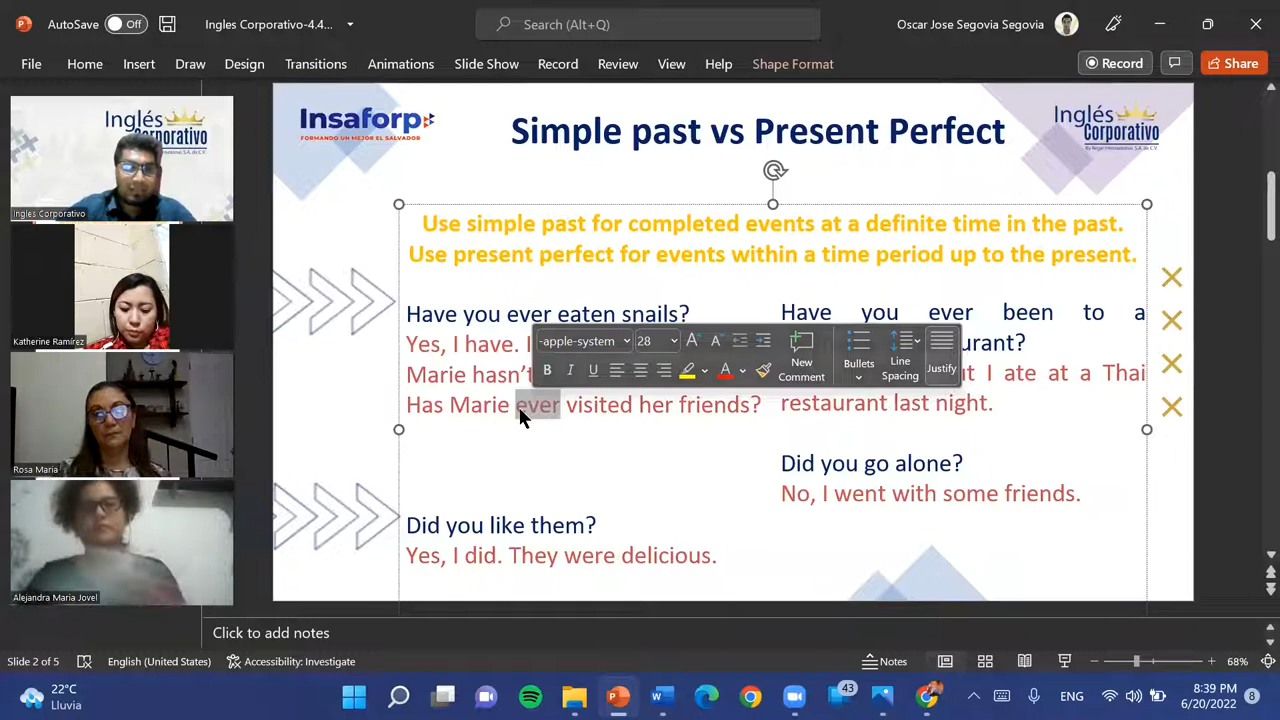 AutoSave
Off
Ingles Corporativo-4.4...
Search (Alt+Q)
Oscar Jose Segovia Segovia
File
Home
Insert
Draw
Design
Transitions
Animations
Slide Show
Record
Review
View
Help
Shape Format
Record
Share
Inglés
Corporativo
Ingles Corporativo
Katherine Ramírez
Rosa Maria
Alejandra Maria Jovel
Insaforp
FORMANDO UN MEJOR EL SALVADOR
Simple past vs Present Perfect
Inglés
Corporativo
By Regal International, S.A. de C.V.
Use simple past for completed events at a definite time in the past.
Use present perfect for events within a time period up to the present.
Have you ever eaten snails?
Yes, I have. I
Marie hasn't
Has Marie ever visited her friends?
Did you like them?
Yes, I did. They were delicious.
Have you ever been to a
urant?
t I ate at a Thai
restaurant last night.
Did you go alone?
No, I went with some friends.
-apple-system
28
New
Comment
Bullets
Line
Spacing
Justify
Click to add notes
Slide 2 of 5
English (United States)
Accessibility: Investigate
Notes
68%
22°C
Lluvia
43
ENG
8:39 PM
6/20/2022
8